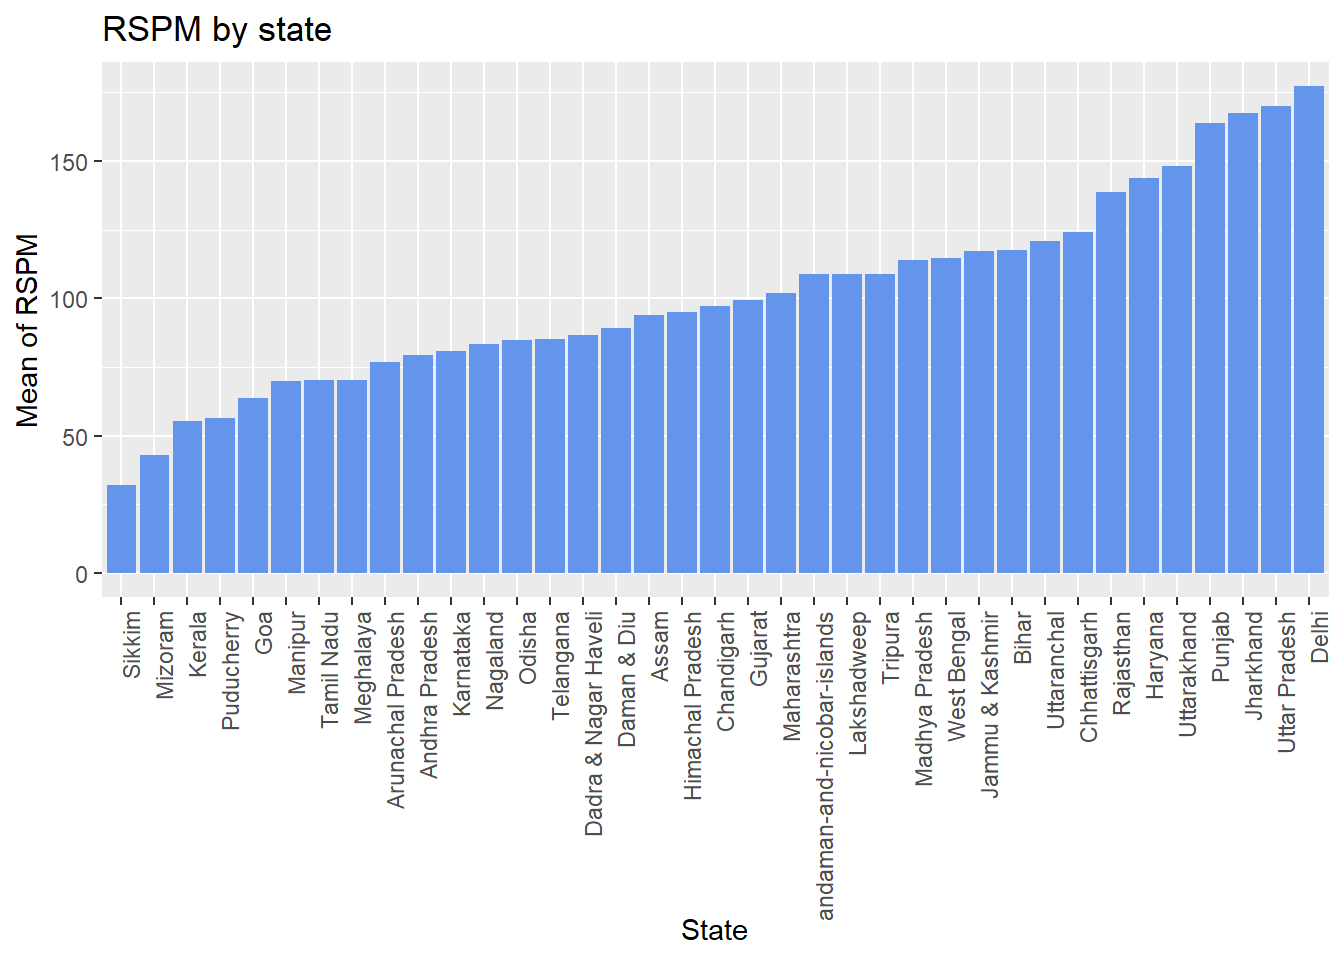 RSPM by state
Mean of RSPM
150
100
50
0
Sikkim
Mizoram
Kerala
Puducherry
Goa
Manipur
Tamil Nadu
Meghalaya
Arunachal Pradesh
Andhra Pradesh
Karnataka
Nagaland
Odisha
Telangana
Dadra & Nagar Haveli
Daman & Diu
Assam
Himachal Pradesh
Chandigarh
Gujarat
Maharashtra
andaman-and-nicobar-islands
Lakshadweep
Tripura
Madhya Pradesh
West Bengal
Jammu & Kashmir
Bihar
Uttaranchal
Chhattisgarh
Rajasthan
Haryana
Uttarakhand
Punjab
Jharkhand
Uttar Pradesh
Delhi
State